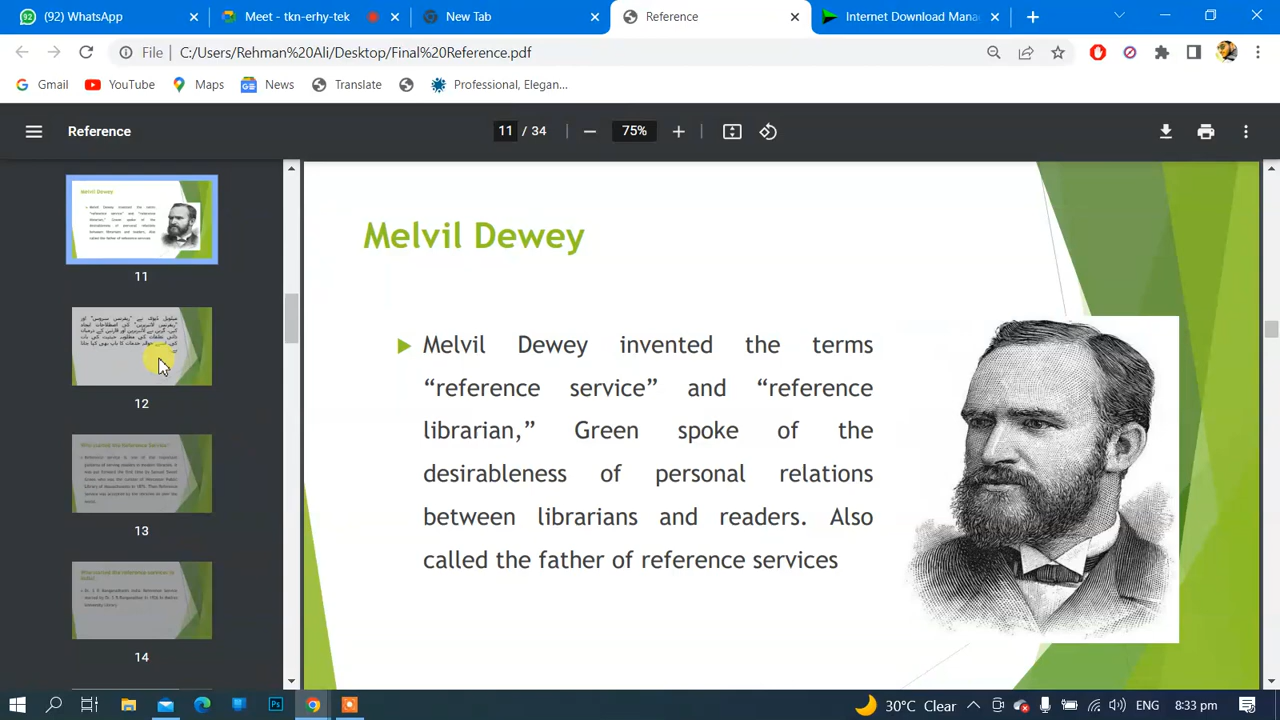 (92) WhatsApp
Meet - tkn-erhy-tek
New Tab
Reference
Internet Download Mana
File
C:/Users/Rehman%20Ali/Desktop/Final%20Reference.pdf
Gmail
YouTube
Maps
News
Translate
Professional, Elegan...
Reference
11 / 34
75%
Melvil Dewey
11
12
13
14
Melvil Dewey
Melvil Dewey invented the terms
“reference service” and “reference
librarian,” Green spoke of the
desirableness of personal relations
between librarians and readers. Also
called the father of reference services
30°C Clear
ENG
8:33 pm